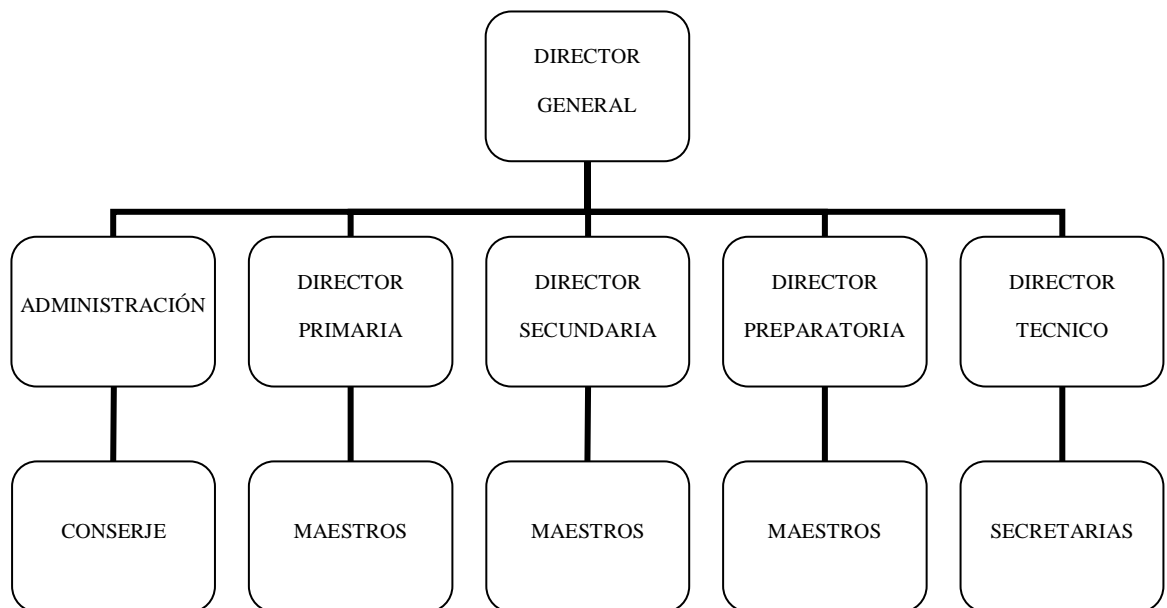 DIRECTOR
GENERAL
ADMINISTRACIÓN
DIRECTOR
PRIMARIA
DIRECTOR
SECUNDARIA
DIRECTOR
PREPARATORIA
DIRECTOR
TECNICO
CONSERJE
MAESTROS
MAESTROS
MAESTROS
SECRETARIAS